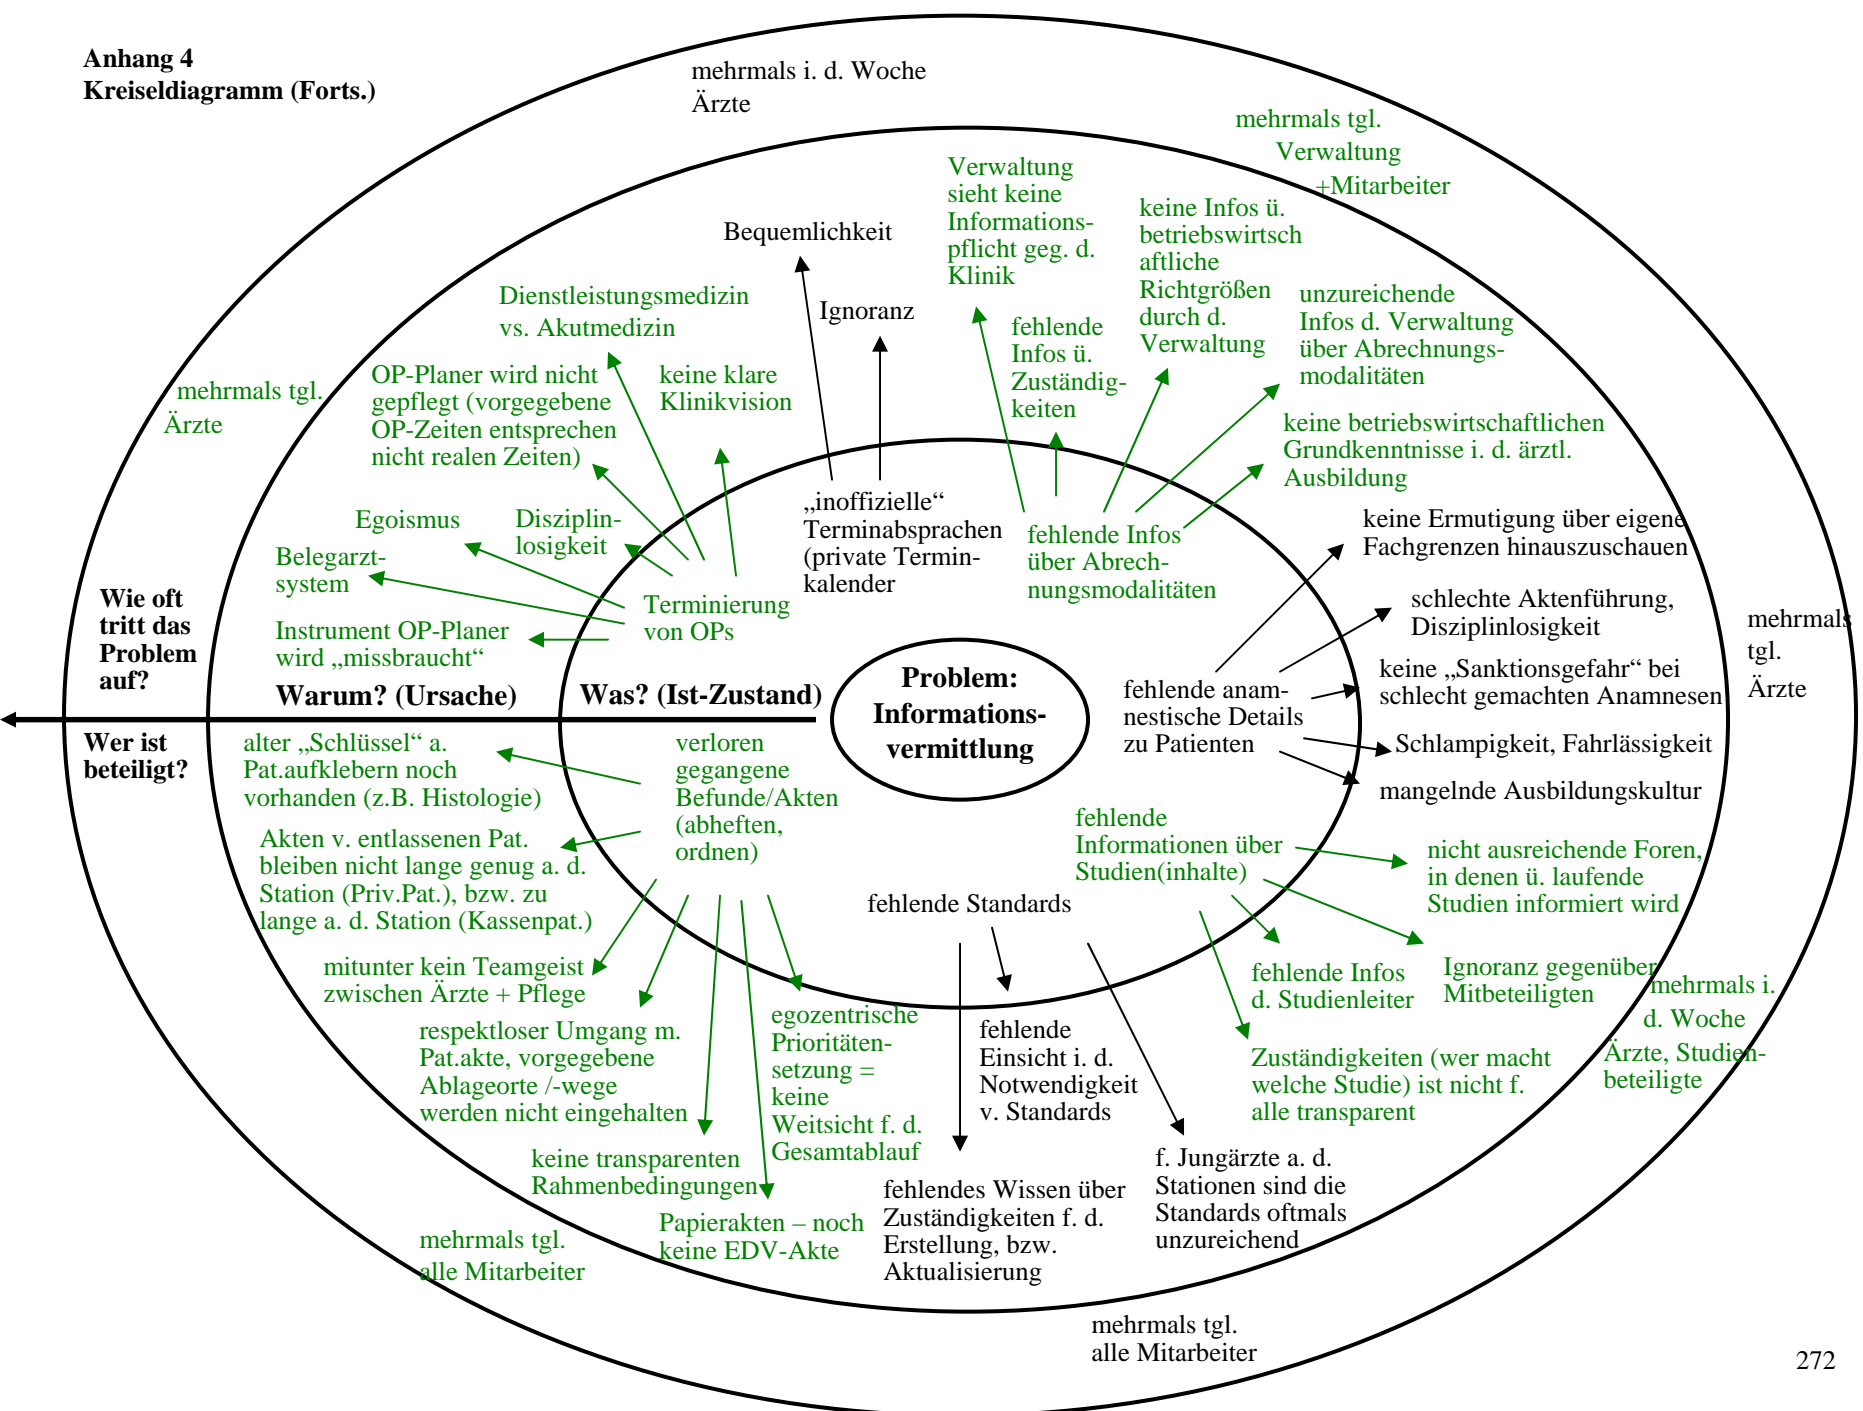 Anhang 4
Kreiseldiagramm (Forts.)
mehrmals i. d. Woche
Ärzte
mehrmals tgl.
Verwaltung
+Mitarbeiter
Bequemlichkeit
Ignoranz
Verwaltung
sieht keine
Informations-
pflicht geg. d.
Klinik
fehlende
Infos ü.
Zuständig-
keiten
keine Infos ü.
betriebswirtsch
aftliche
Richtgrößen
durch d.
Verwaltung
unzureichende
Infos d. Verwaltung
über Abrechnungs-
modalitäten
keine betriebswirtschaftlichen
Grundkenntnisse i. d. ärztl.
Ausbildung
Dienstleistungsmedizin
vs. Akutmedizin
OP-Planer wird nicht
gepflegt (vorgegebene
OP-Zeiten entsprechen
nicht realen Zeiten)
keine klare
Klinikvision
mehrmals tgl.
Ärzte
Egoismus
Disziplin-
losigkeit
Belegarzt-
system
Instrument OP-Planer
wird „missbraucht“
Terminierung
von OPs
„inoffizielle“
Terminabsprachen
(private Termin-
kalender
fehlende Infos
über Abrech-
nungsmodalitäten
keine Ermutigung über eigene
Fachgrenzen hinauszuschauen
schlechte Aktenführung,
Disziplinlosigkeit
keine „Sanktionsgefahr“ bei
schlecht gemachten Anamnesen
Schlampigkeit, Fahrlässigkeit
mangelnde Ausbildungskultur
fehlende anam-
nestische Details
zu Patienten
mehrmals
tgl.
Ärzte
Wie oft
tritt das
Problem
auf?
Warum? (Ursache)
Was? (Ist-Zustand)
Problem:
Informations-
vermittlung
Wer ist
beteiligt?
alter „Schlüssel“ a.
Pat.aufklebern noch
vorhanden (z.B. Histologie)
verloren
gegangene
Befunde/Akten
(abheften,
ordnen)
Akten v. entlassenen Pat.
bleiben nicht lange genug a. d.
Station (Priv.Pat.), bzw. zu
lange a. d. Station (Kassenpat.)
mitunter kein Teamgeist
zwischen Ärzte + Pflege
respektloser Umgang m.
Pat.akte, vorgegebene
Ablageorte /-wege
werden nicht eingehalten
keine transparenten
Rahmenbedingungen
Papierakten – noch
keine EDV-Akte
egozentrische
Prioritäten-
setzung =
keine
Weitsicht f. d.
Gesamtablauf
mehrmals tgl.
alle Mitarbeiter
fehlende Standards
fehlende
Einsicht i. d.
Notwendigkeit
v. Standards
fehlendes Wissen über
Zuständigkeiten f. d.
Erstellung, bzw.
Aktualisierung
f. Jungärzte a. d.
Stationen sind die
Standards oftmals
unzureichend
mehrmals tgl.
alle Mitarbeiter
fehlende
Informationen über
Studien(inhalte)
nicht ausreichende Foren,
in denen ü. laufende
Studien informiert wird
fehlende Infos
d. Studienleiter
Ignoranz gegenüber
Mitbeteiligten
Zuständigkeiten (wer macht
welche Studie) ist nicht f.
alle transparent
mehrmals i.
d. Woche
Ärzte, Studien-
beteiligte
272